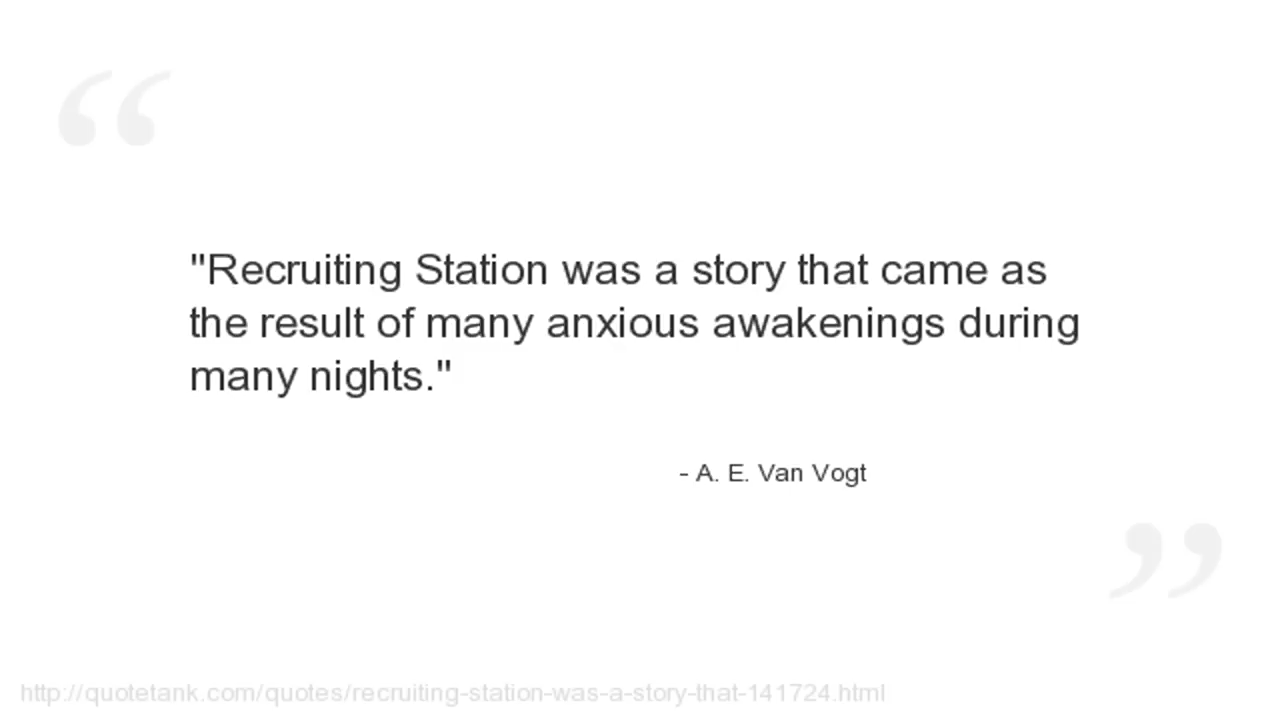 "Recruiting Station was a story that came as
the result of many anxious awakenings during
many nights."
- A. E. Van Vogt
http://quotetank.com/quotes/recruiting-station-was-a-story-that-141724.html